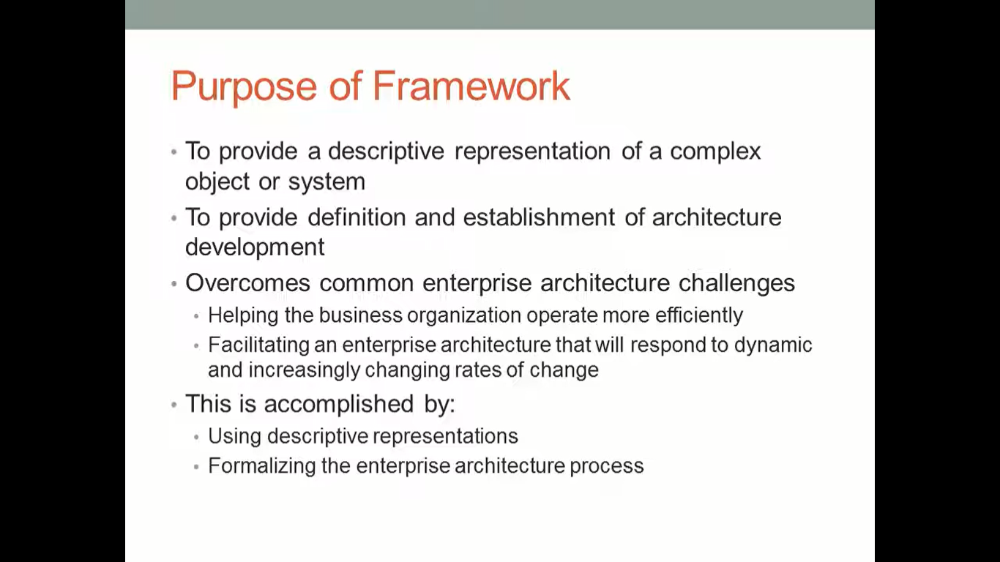 Purpose of Framework
• To provide a descriptive representation of a complex
object or system
• To provide definition and establishment of architecture
development
• Overcomes common enterprise architecture challenges
• Helping the business organization operate more efficiently
• Facilitating an enterprise architecture that will respond to dynamic
and increasingly changing rates of change
• This is accomplished by:
• Using descriptive representations
• Formalizing the enterprise architecture process